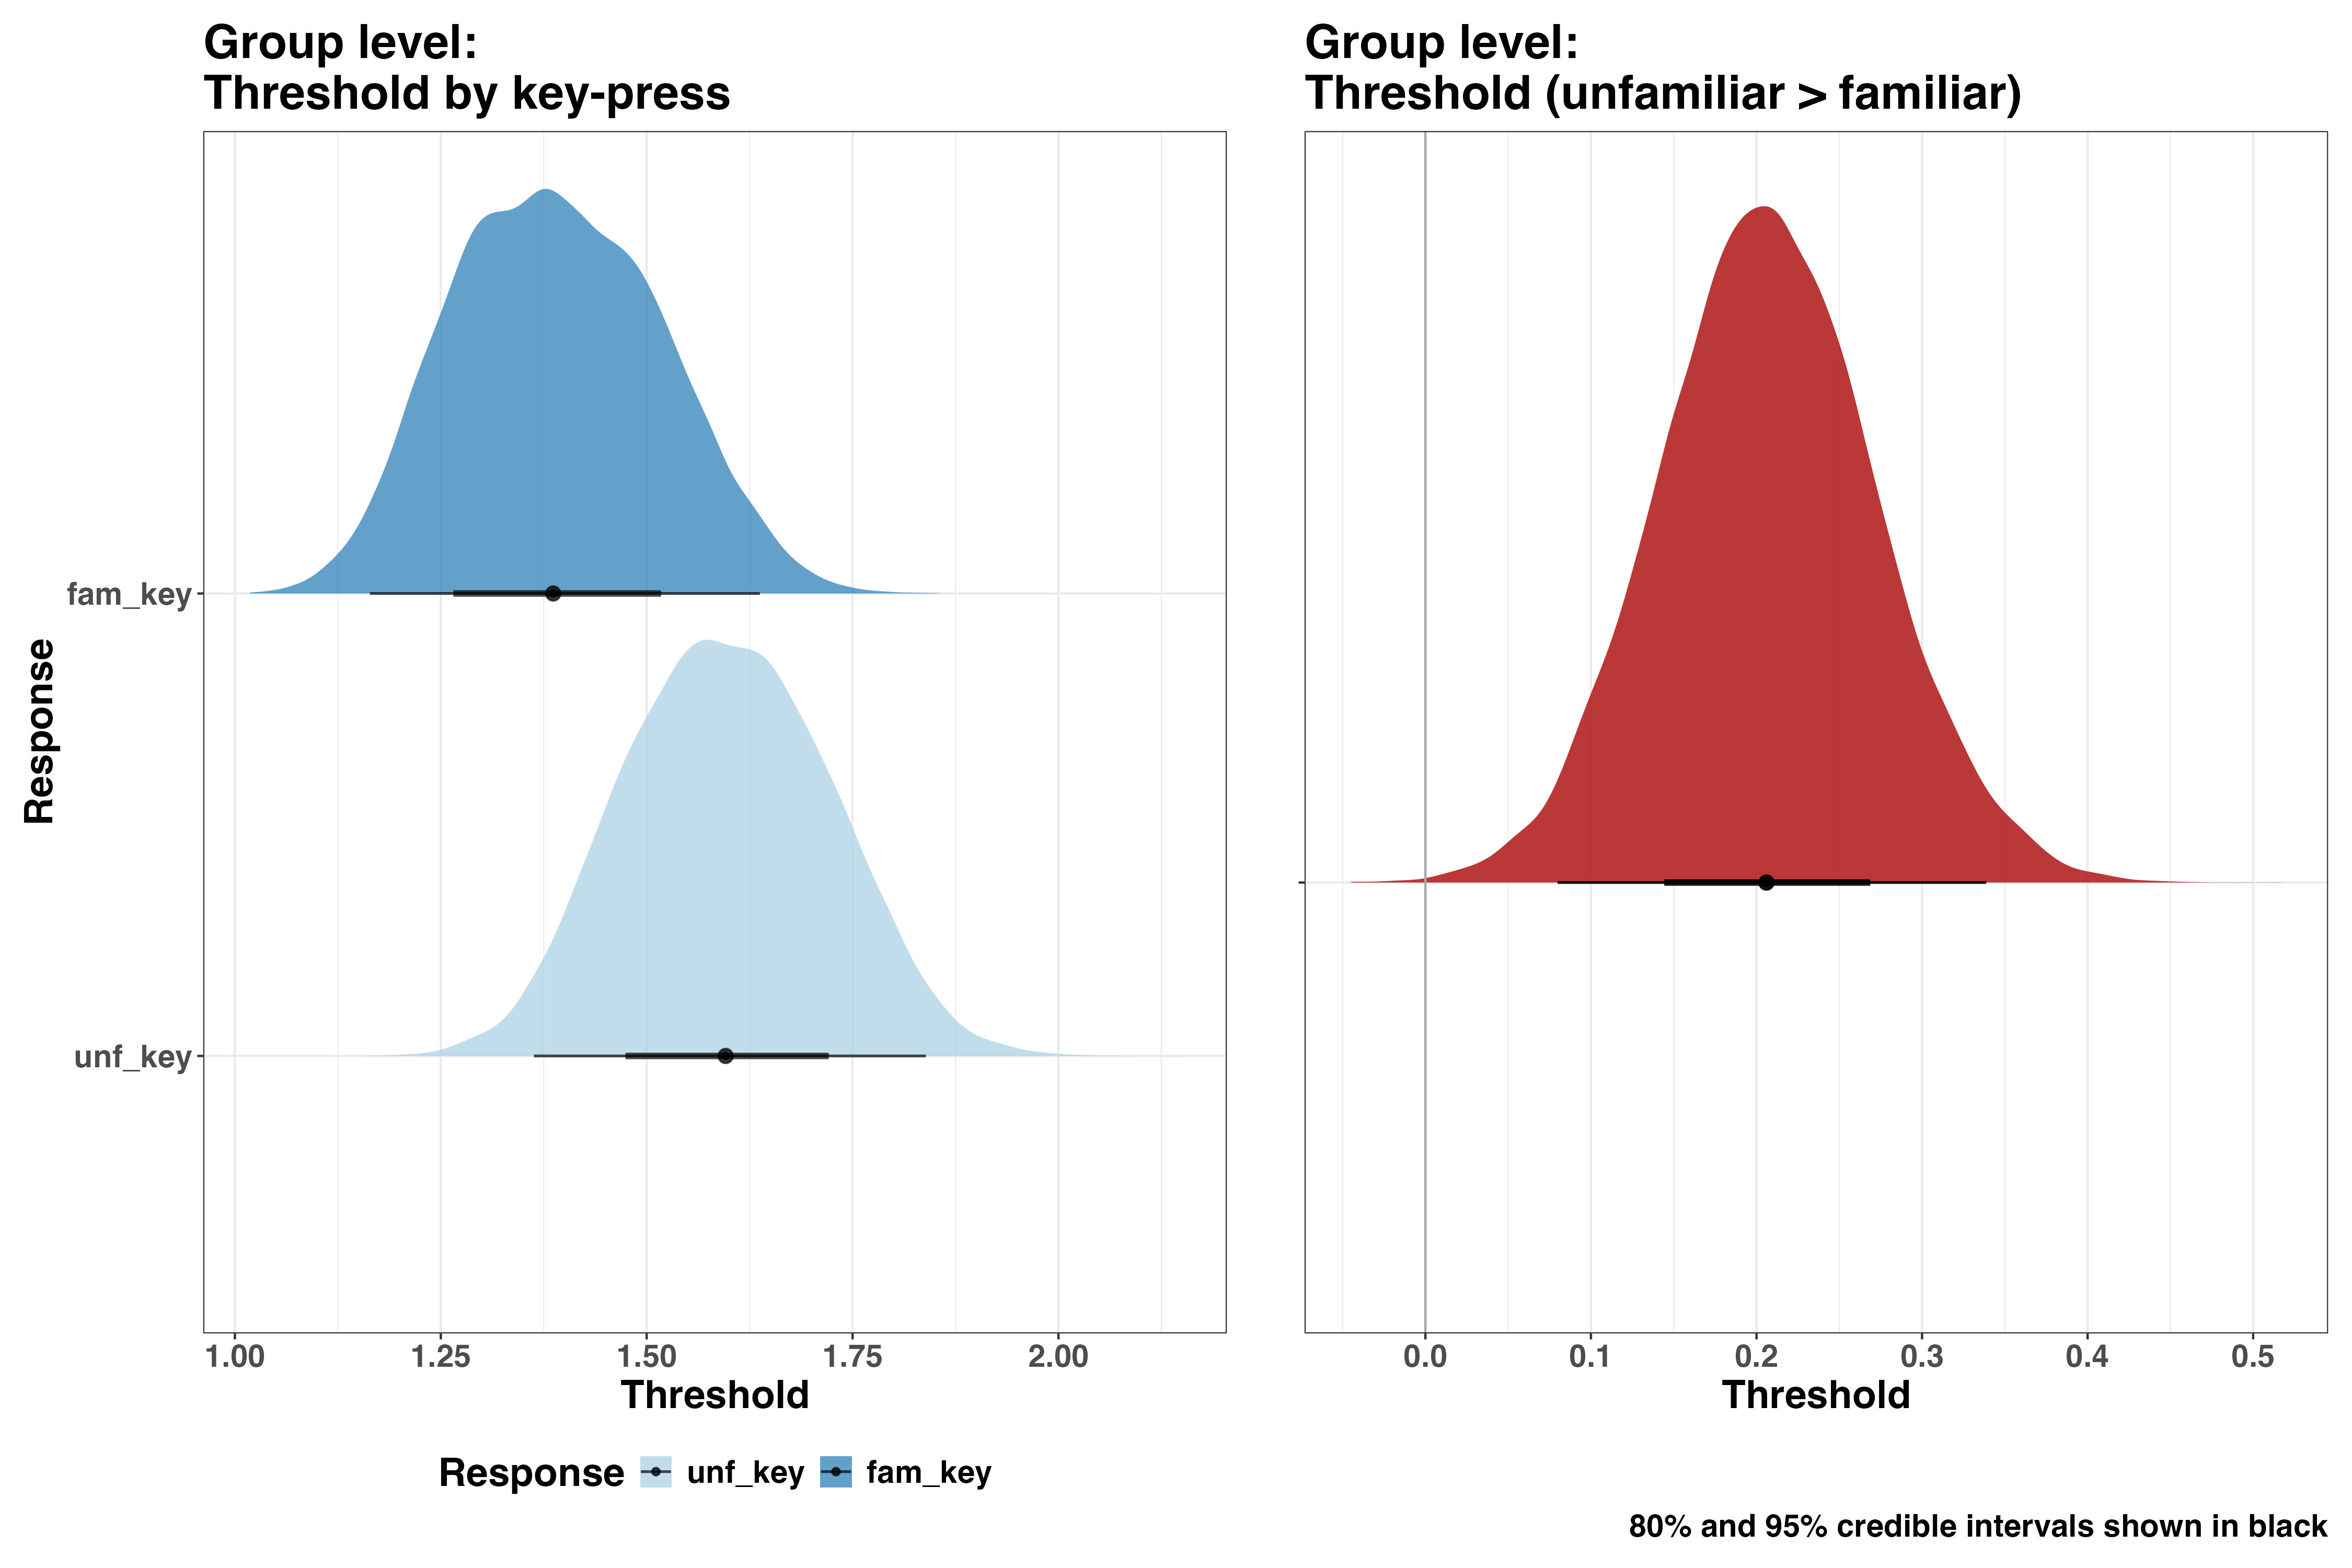 Group level:
Threshold by key-press
Response
fam_key
unf_key
1.00 1.25 1.50 1.75 2.00
Threshold
Response unf_key fam_key
Group level:
Threshold (unfamiliar > familiar)
0.0 0.1 0.2 0.3 0.4 0.5
Threshold
80% and 95% credible intervals shown in black